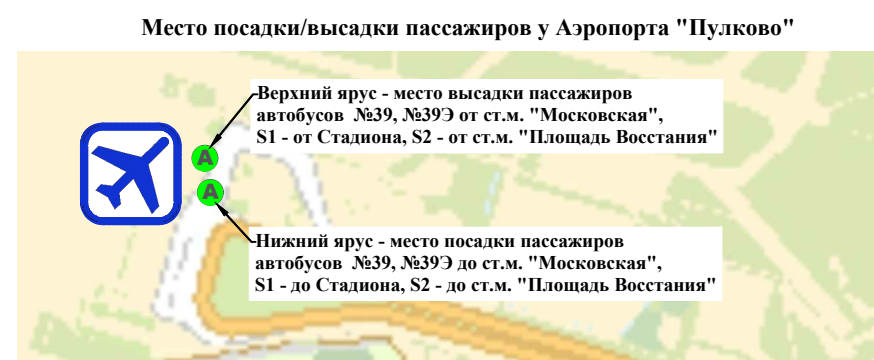 Место посадки/высадки пассажиров у Аэропорта "Пулково"
Верхний ярус - место высадки пассажиров
автобусов №39, №39Э от ст.м. "Московская",
S1 - от Стадиона, S2 - от ст.м. "Площадь Восстания"
А
А
Нижний ярус - место посадки пассажиров
автобусов №39, №39Э до ст.м. "Московская",
S1 - до Стадиона, S2 - до ст.м. "Площадь Восстания"